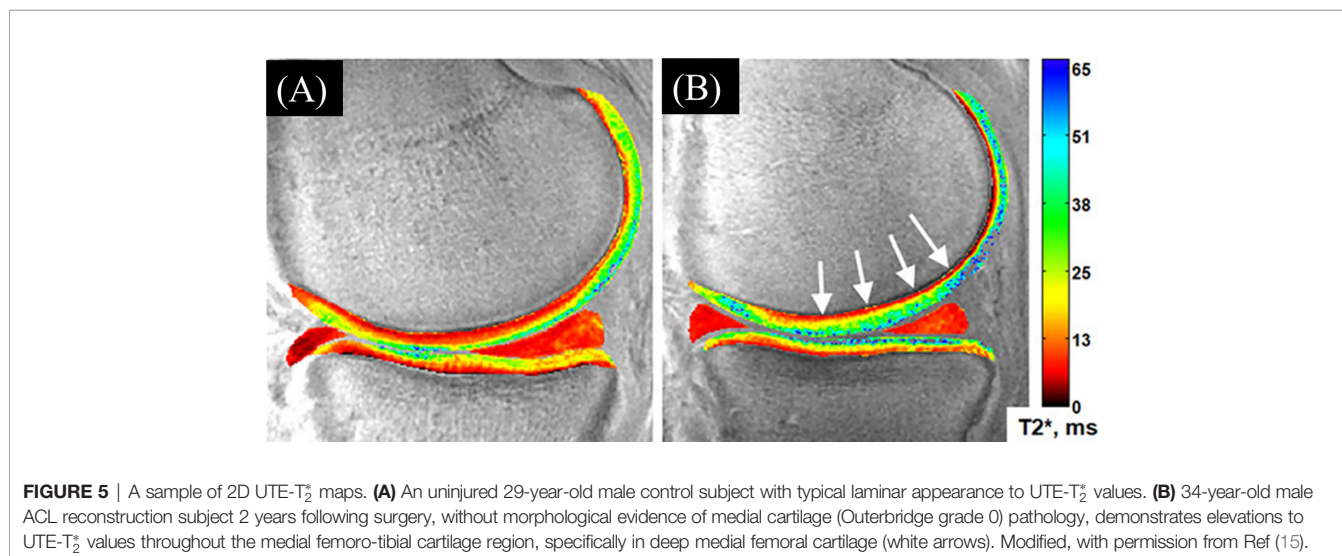 (A)
(B)
65
51
38
25
13
0
T2*, ms
FIGURE 5 | A sample of 2D UTE-T₂* maps. (A) An uninjured 29-year-old male control subject with typical laminar appearance to UTE-T₂* values. (B) 34-year-old male
ACL reconstruction subject 2 years following surgery, without morphological evidence of medial cartilage (Outerbridge grade 0) pathology, demonstrates elevations to
UTE-T₂* values throughout the medial femoro-tibial cartilage region, specifically in deep medial femoral cartilage (white arrows). Modified, with permission from Ref (15).